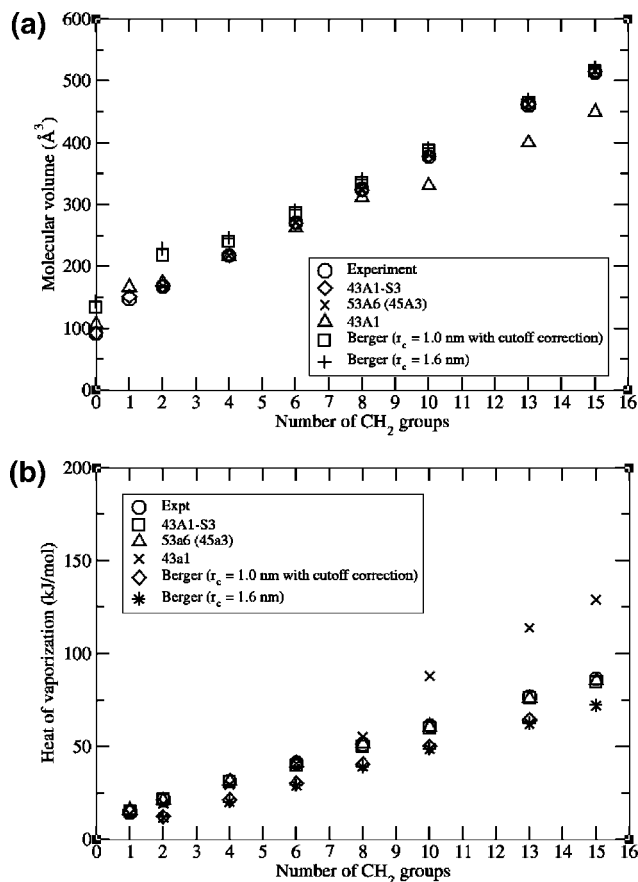 (a)
600
500
400
300
200
100
0
Molecular volume (Å³)
Experiment
43A1-S3
53A6 (45A3)
43A1
Berger (r_c = 1.0 nm with cutoff correction)
Berger (r_c = 1.6 nm)
0 1 2 3 4 5 6 7 8 9 10 11 12 13 14 15 16
Number of CH₂ groups
(b)
200
150
100
50
0
Heat of vaporization (kJ/mol)
Expt
43A1-S3
53a6 (45a3)
43a1
Berger (r_c = 1.0 nm with cutoff correction)
Berger (r_c = 1.6 nm)
0 1 2 3 4 5 6 7 8 9 10 11 12 13 14 15 16
Number of CH₂ groups